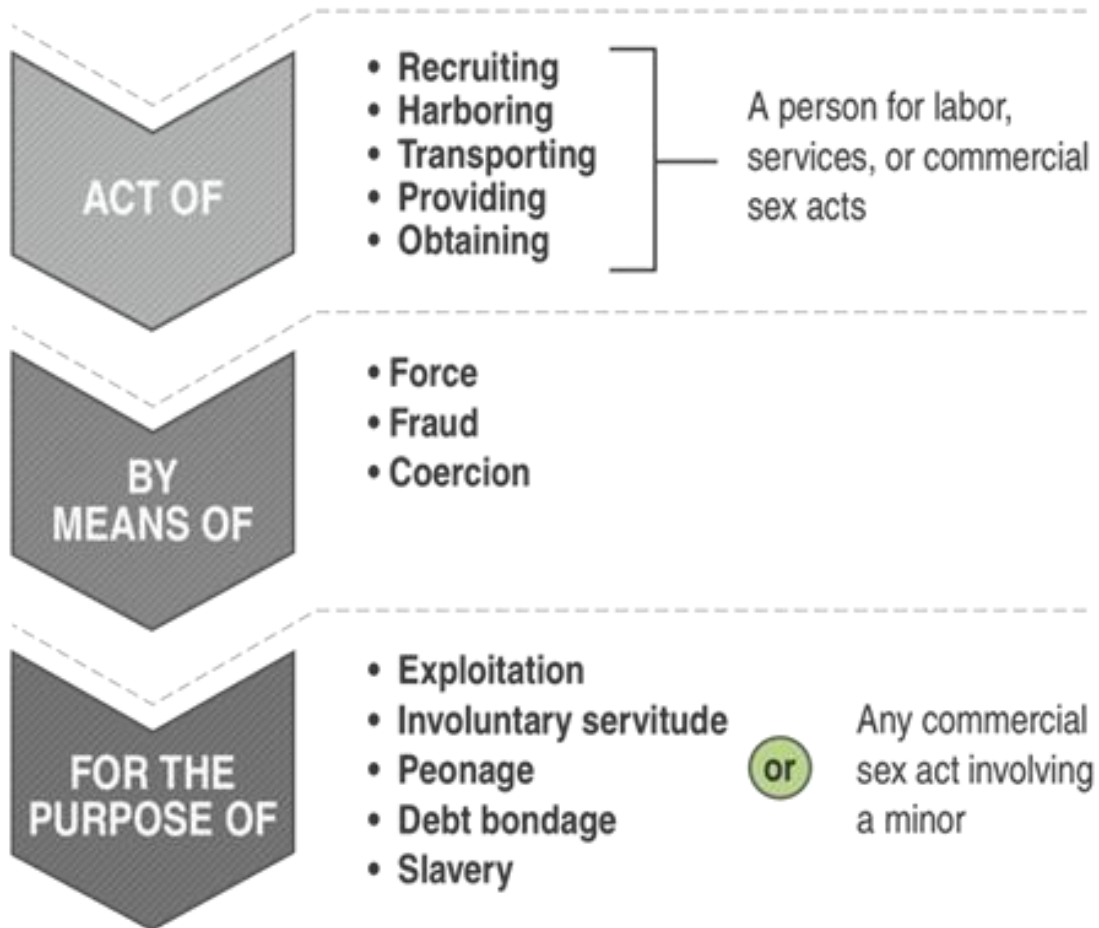 ACT OF
• Recruiting
• Harboring
• Transporting
• Providing
• Obtaining
A person for labor,
services, or commercial
sex acts
BY
MEANS OF
• Force
• Fraud
• Coercion
FOR THE
PURPOSE OF
• Exploitation
• Involuntary servitude
• Peonage
• Debt bondage
• Slavery
or
Any commercial
sex act involving
a minor